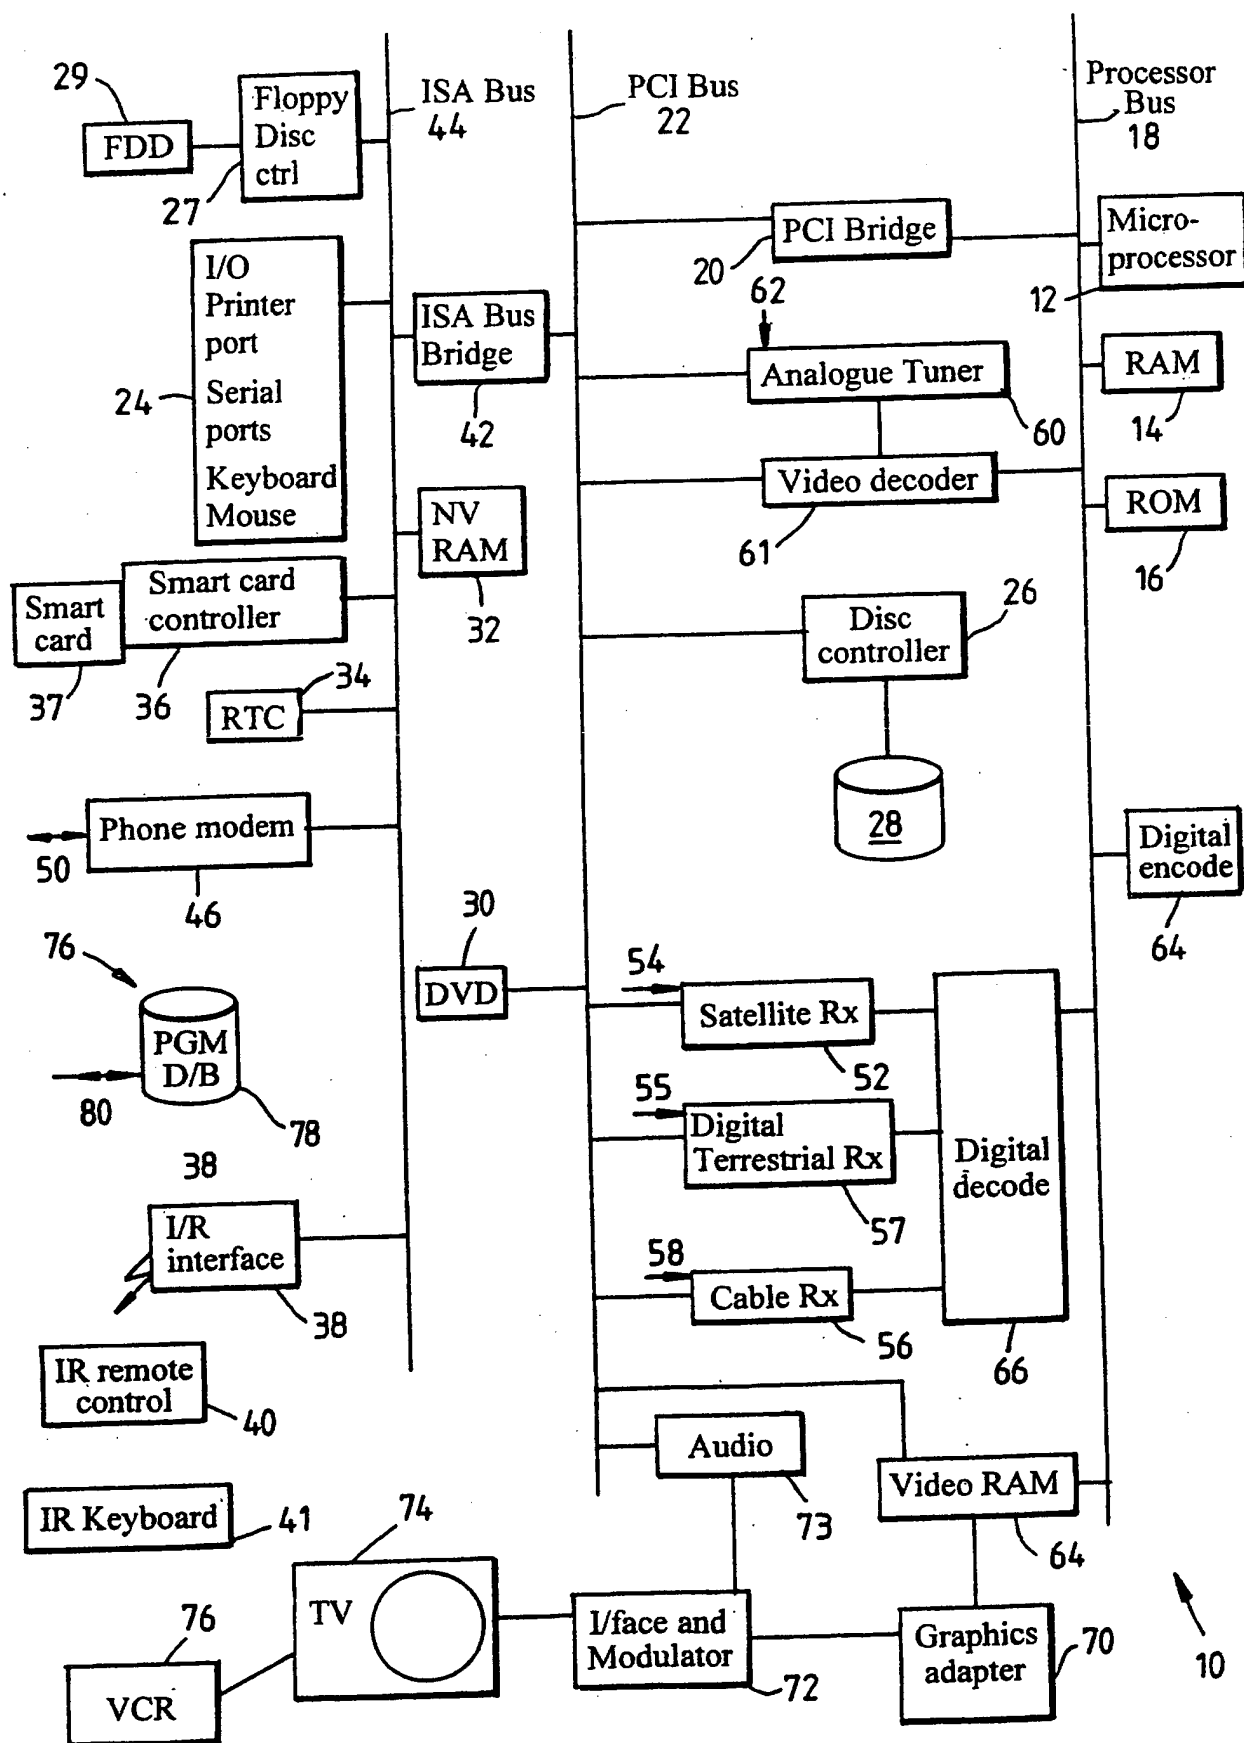 29
FDD
Floppy
Disc
ctrl
27
ISA Bus
44
PCI Bus
22
Processor
Bus
18
I/O
Printer
port
Serial
ports
Keyboard
Mouse
24
ISA Bus
Bridge
42
PCI Bridge
20
Micro-
processor
12
62
Analogue Tuner
60
RAM
14
Video decoder
61
ROM
16
NV
RAM
32
Smart card
controller
36
Smart
card
37
34
RTC
Disc
controller
26
28
Phone modem
50
46
Digital
encode
64
30
DVD
76
PGM
D/B
80
78
54
Satellite Rx
52
55
Digital
Terrestrial Rx
57
58
Cable Rx
56
Digital
decode
66
38
I/R
interface
38
IR remote
control
40
IR Keyboard
41
Audio
73
Video RAM
64
74
TV
76
VCR
I/face and
Modulator
72
Graphics
adapter
70
10